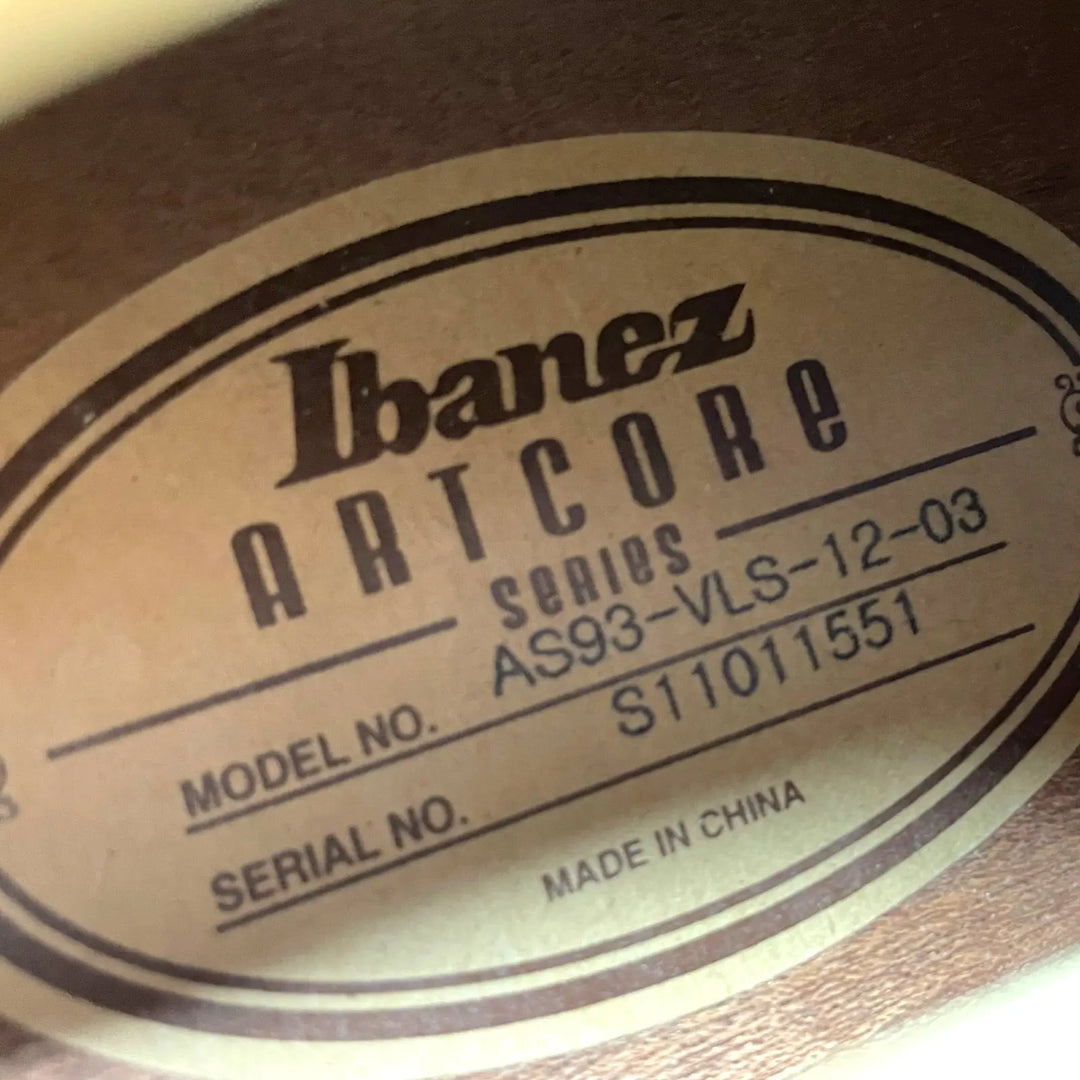 Ibanez
ARTCORE
SERIES
MODEL NO. AS93-VLS-12-03
SERIAL NO. S11011551
MADE IN CHINA